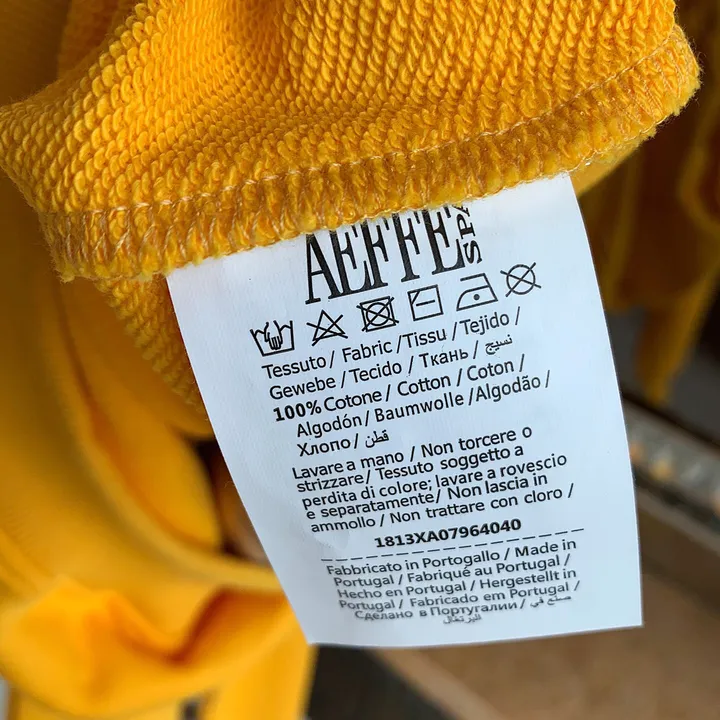 AEFFE SPA
Tessuto / Fabric /Tissu / Tejido /
Gewebe / Tecido / Ткань / نسيج
100% Cotone / Cotton / Coton /
Algodón / Baumwolle /Algodão /
Хлопо / قطن
Lavare a mano / Non torcere o
strizzare/ Tessuto soggetto a
perdita di colore; lavare a rovescio
e separatamente/ Non lascia in
ammollo / Non trattare con cloro /
1813XA07964040
Fabbricato in Portogallo / Made in
Portugal / Fabriqué au Portugal /
Hecho en Portugal / Hergestellt in
Portugal / Fabricado em Portugal /
Сделано в Португалии / صنع في
البرتغال